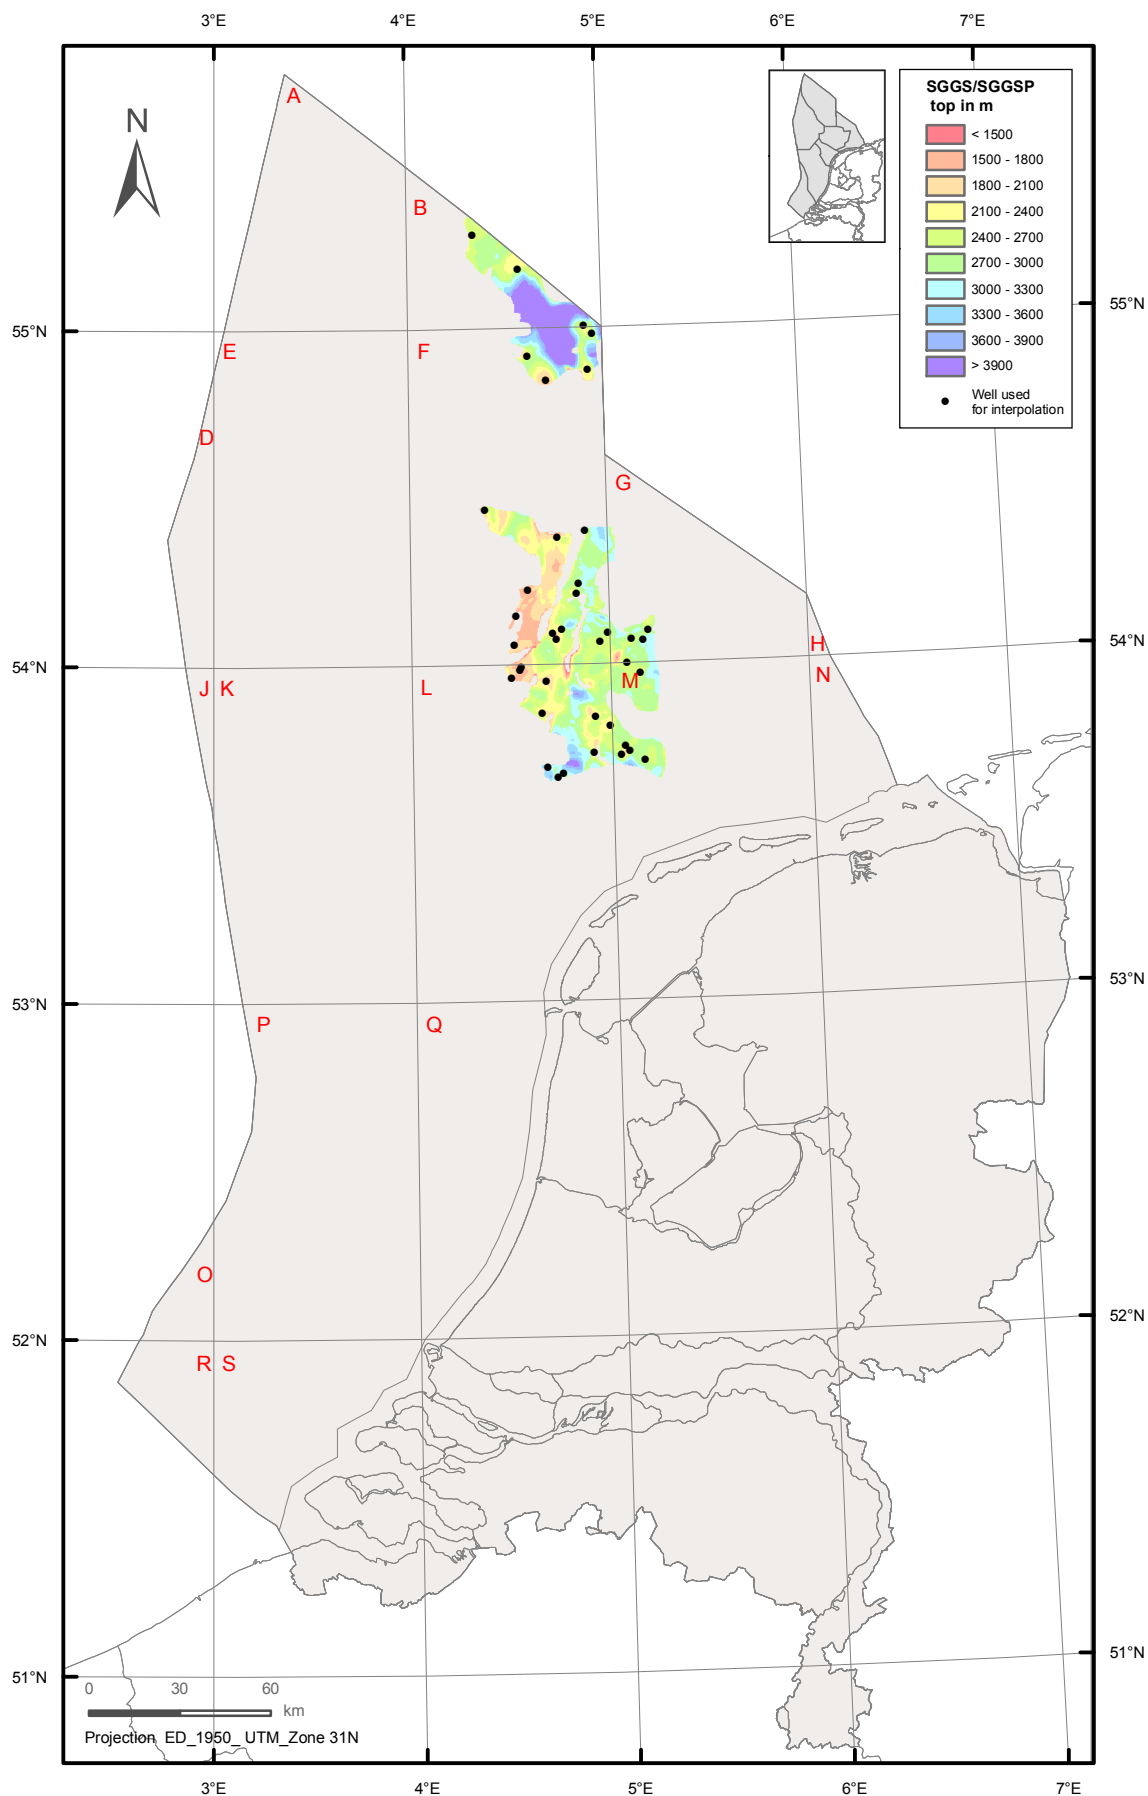 3°E 4°E 5°E 6°E 7°E
A
N
SGGS/SGGSP
top in m
< 1500
1500 - 1800
1800 - 2100
2100 - 2400
2400 - 2700
2700 - 3000
3000 - 3300
3300 - 3600
3600 - 3900
> 3900
Well used
for interpolation
B
55°N 55°N
E F
D
G
54°N 54°N
H
J K L M N
53°N 53°N
P Q
O
52°N 52°N
R S
51°N 51°N
0 30 60
km
Projection ED_1950_ UTM_Zone 31N
3°E 4°E 5°E 6°E 7°E